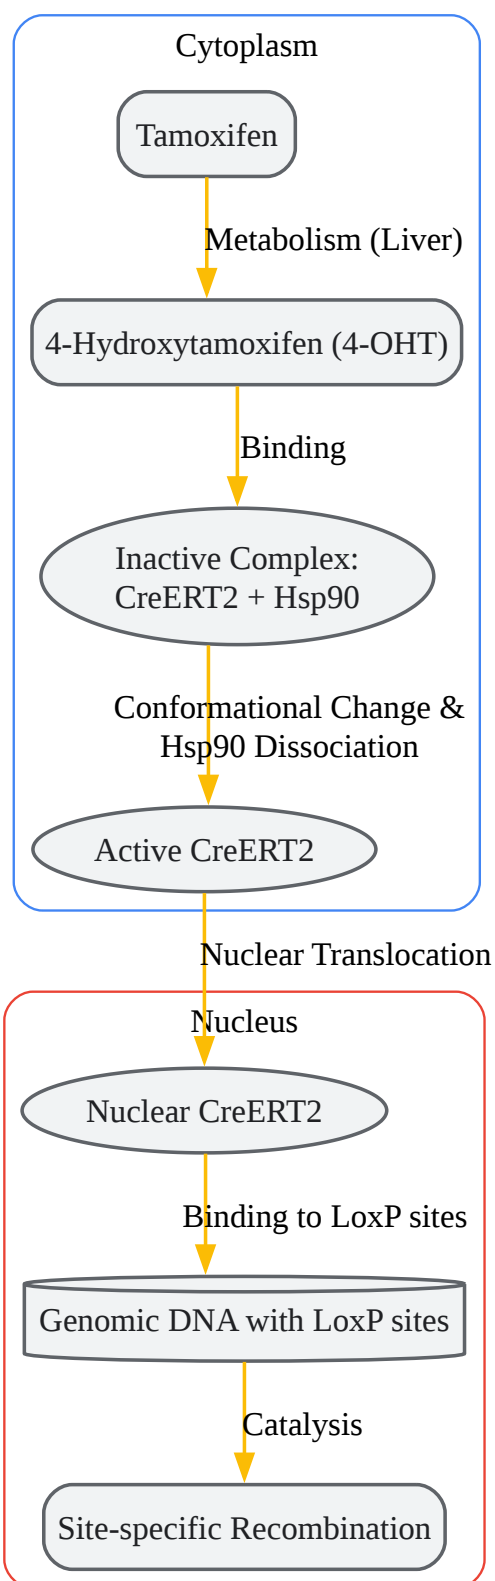 Cytoplasm
Tamoxifen
Metabolism (Liver)
4-Hydroxytamoxifen (4-OHT)
Binding
Inactive Complex:
CreERT2 + Hsp90
Conformational Change &
Hsp90 Dissociation
Active CreERT2
Nuclear Translocation
Nucleus
Nuclear CreERT2
Binding to LoxP sites
Genomic DNA with LoxP sites
Catalysis
Site-specific Recombination